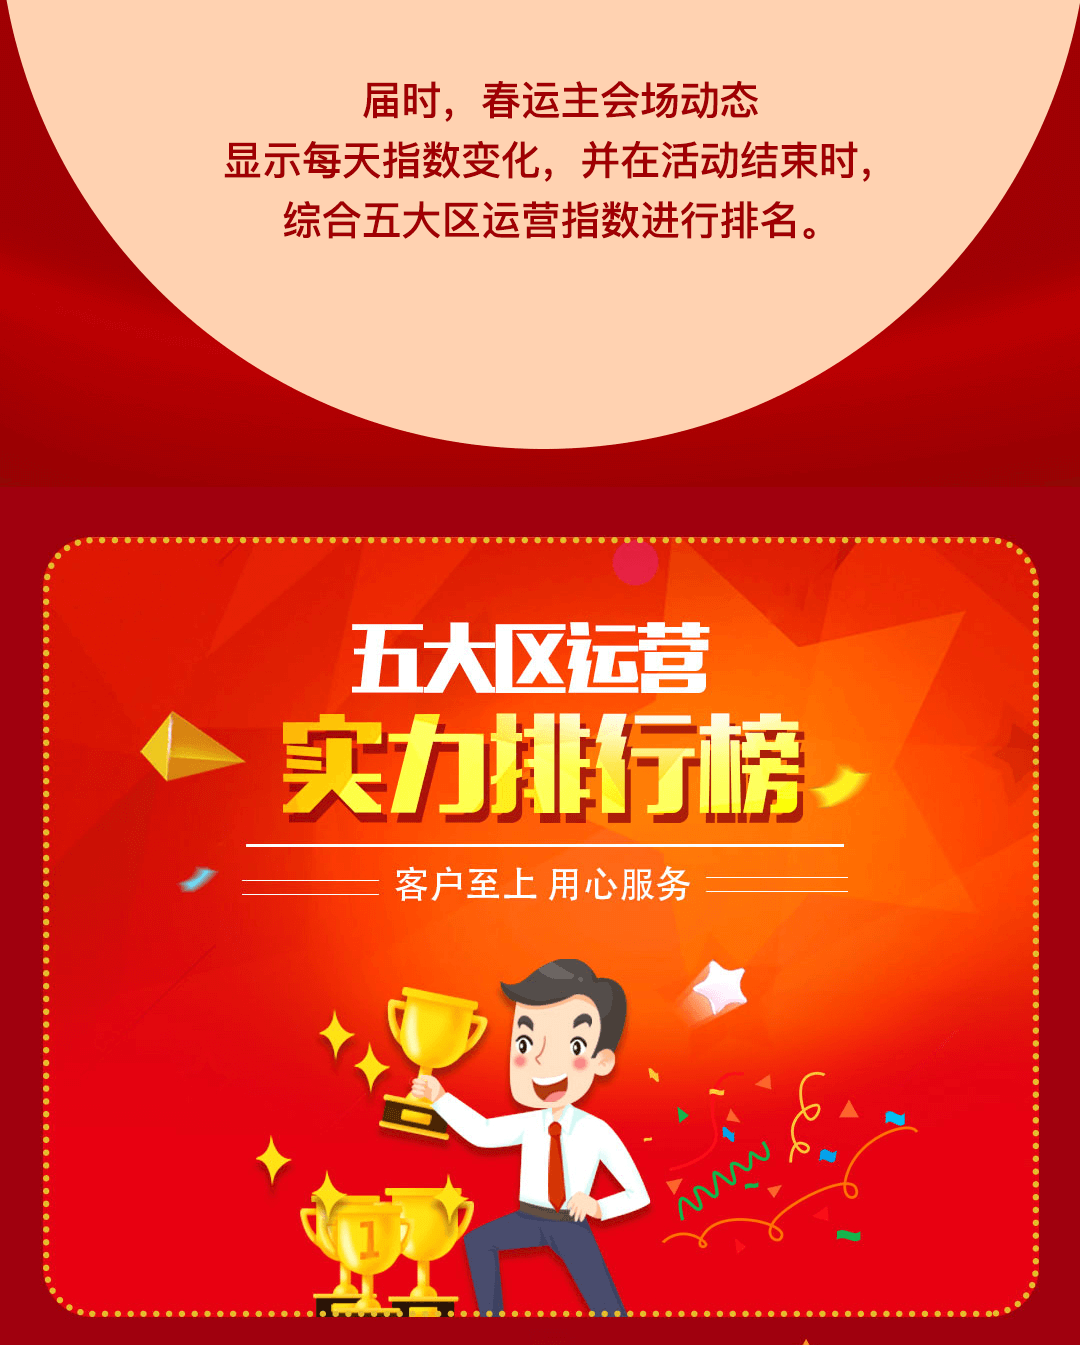 届时，春运主会场动态
显示每天指数变化，并在活动结束时，
综合五大区运营指数进行排名。
五大区运营
实力排行榜
客户至上 用心服务
1